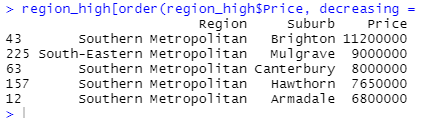 > region_high[order(region_high$Price, decreasing =
Region Suburb Price
43 Southern Metropolitan Brighton 11200000
225 South-Eastern Metropolitan Mulgrave 9000000
63 Southern Metropolitan Canterbury 8000000
157 Southern Metropolitan Hawthorn 7650000
12 Southern Metropolitan Armadale 6800000
>